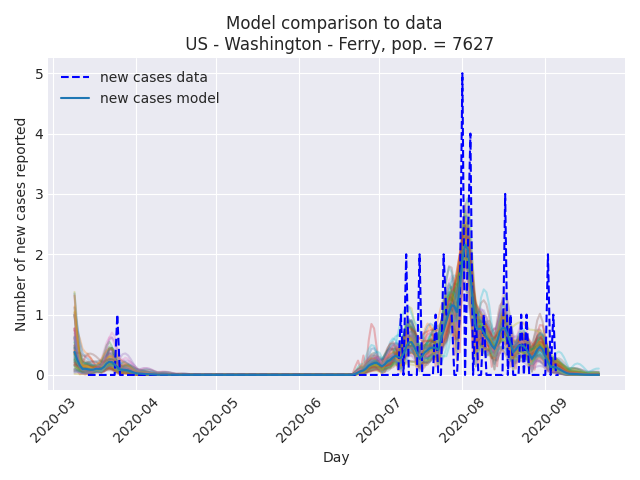 Model comparison to data
US - Washington - Ferry, pop. = 7627
new cases data
new cases model
Number of new cases reported
5
4
3
2
1
0
2020-03
2020-04
2020-05
2020-06
2020-07
2020-08
2020-09
Day